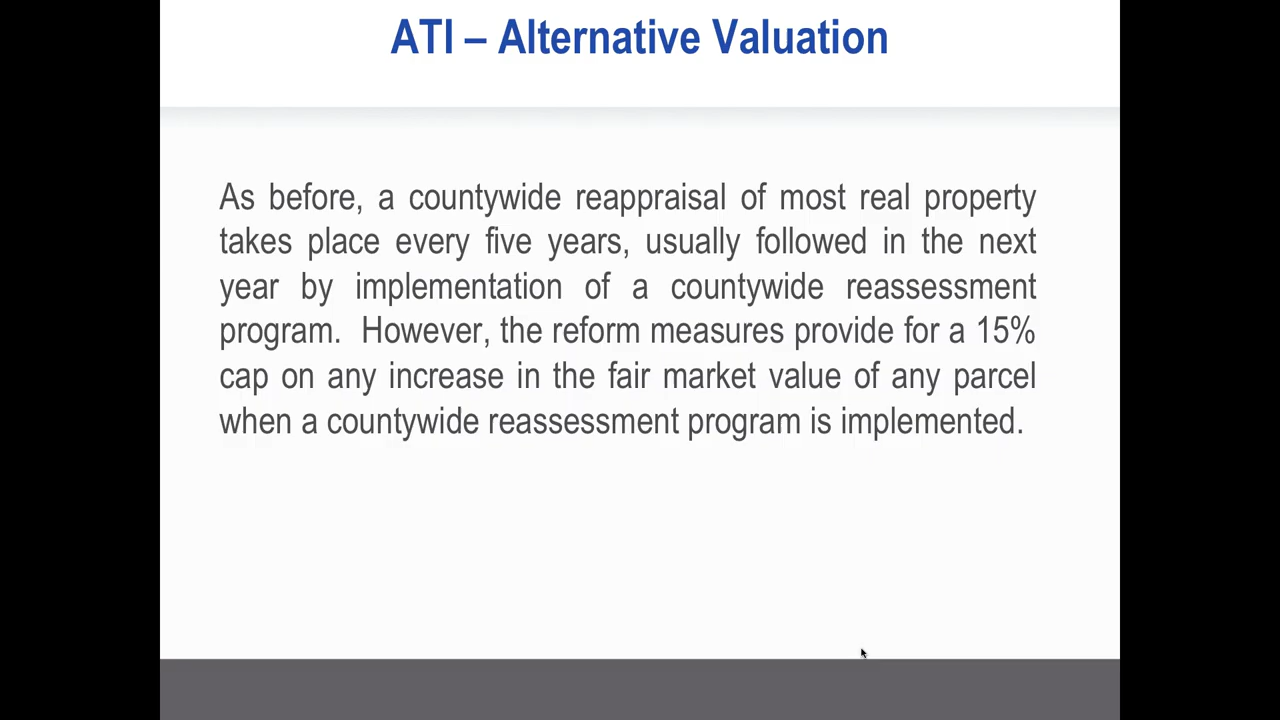 ATI – Alternative Valuation
As before, a countywide reappraisal of most real property
takes place every five years, usually followed in the next
year by implementation of a countywide reassessment
program.  However, the reform measures provide for a 15%
cap on any increase in the fair market value of any parcel
when a countywide reassessment program is implemented.